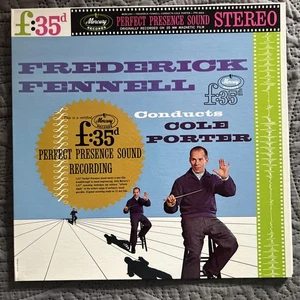 f:35d
Mercury
PERFECT PRESENCE SOUND STEREO
FREDERICK
FENNELL
f:35d
Conducts
COLE
PORTER
f:35d
PERFECT PRESENCE SOUND
RECORDING